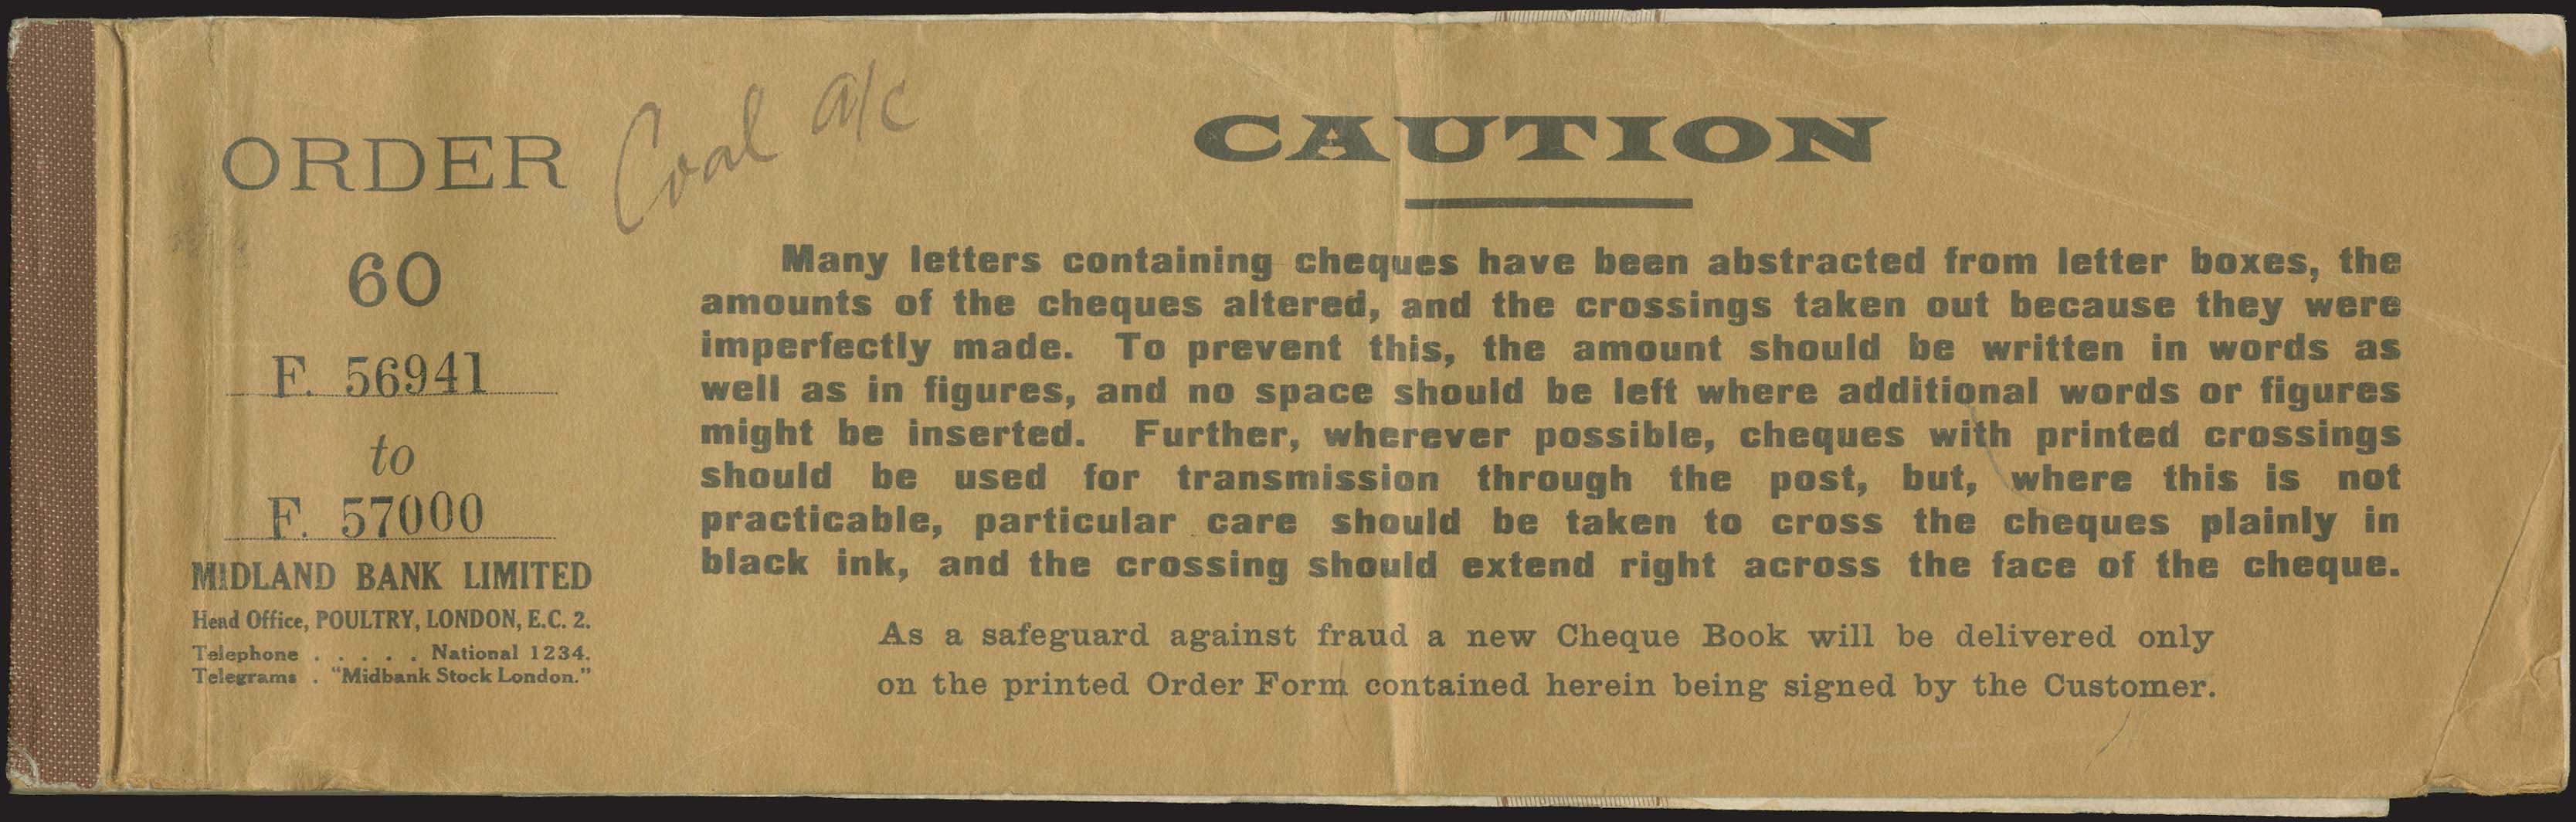 ORDER
60
F. 56941
to
F. 57000
MIDLAND BANK LIMITED
Head Office, POULTRY, LONDON, E.C. 2.
Telephone . . . . . National 1234.
Telegrams . "Midbank Stock London."
Coal a/c
CAUTION
Many letters containing cheques have been abstracted from letter boxes, the
amounts of the cheques altered, and the crossings taken out because they were
imperfectly made. To prevent this, the amount should be written in words as
well as in figures, and no space should be left where additional words or figures
might be inserted. Further, wherever possible, cheques with printed crossings
should be used for transmission through the post, but, where this is not
practicable, particular care should be taken to cross the cheques plainly in
black ink, and the crossing should extend right across the face of the cheque.
As a safeguard against fraud a new Cheque Book will be delivered only
on the printed Order Form contained herein being signed by the Customer.